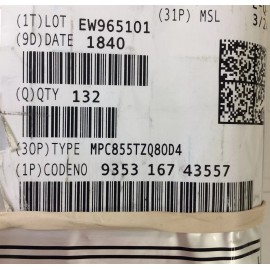 (1T)LOT EW965101
(31P) MSL
(9D)DATE 1840
(Q)QTY 132
(30P)TYPE MPC855TZQ80D4
(1P)CODENO 9353 167 43557